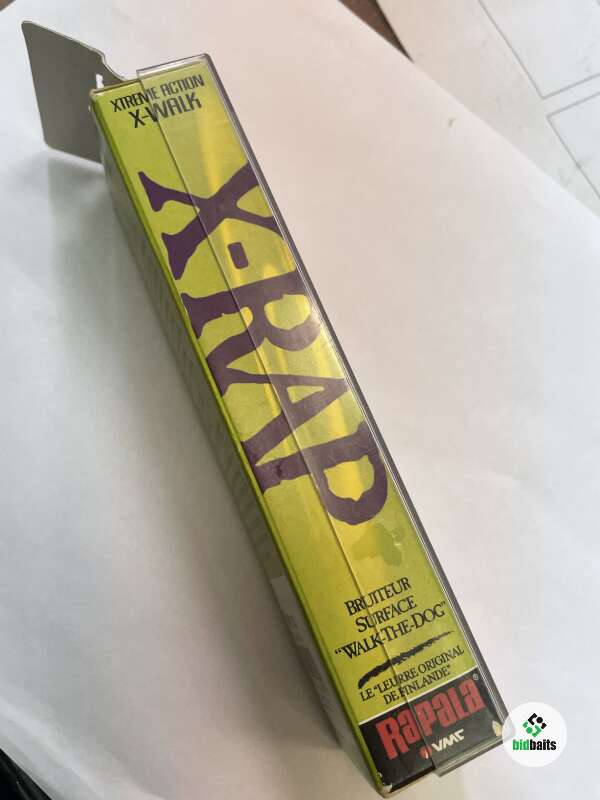 XTREME ACTION
X-WALK
X-RAP
BRUITEUR
SURFACE
"WALK-THE-DOG"
LE "LEURRE ORIGINAL
DE FINLANDE"
Rapala®
VMC
bidbaits